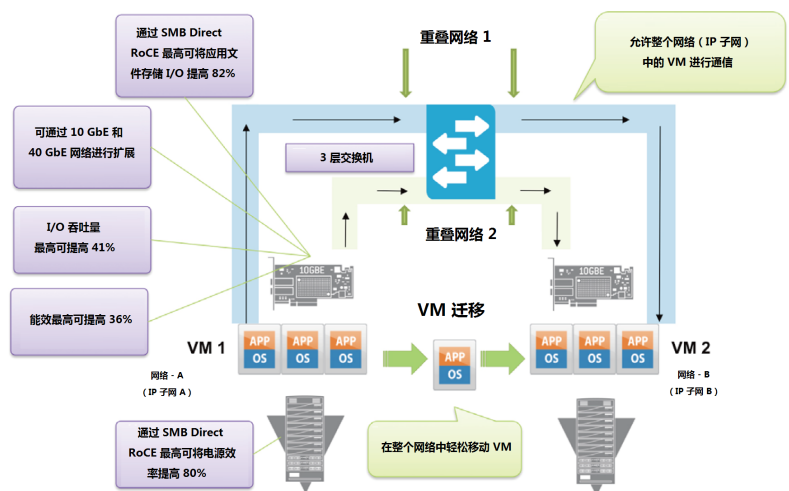 通过 SMB Direct
RoCE 最高可将应用文
件存储 I/O 提高 82%
重叠网络 1
允许整个网络（IP 子网）
中的 VM 进行通信
可通过 10 GbE 和
40 GbE 网络进行扩展
3 层交换机
I/O 吞吐量
最高可提高 41%
重叠网络 2
10GBE
10GBE
能效最高可提高 36%
VM 迁移
VM 1
APP
OS
APP
OS
APP
OS
APP
OS
APP
OS
APP
OS
APP
OS
VM 2
网络 - A
（IP 子网 A）
网络 - B
（IP 子网 B）
通过 SMB Direct
RoCE 最高可将电源效
率提高 80%
在整个网络中轻松移动 VM